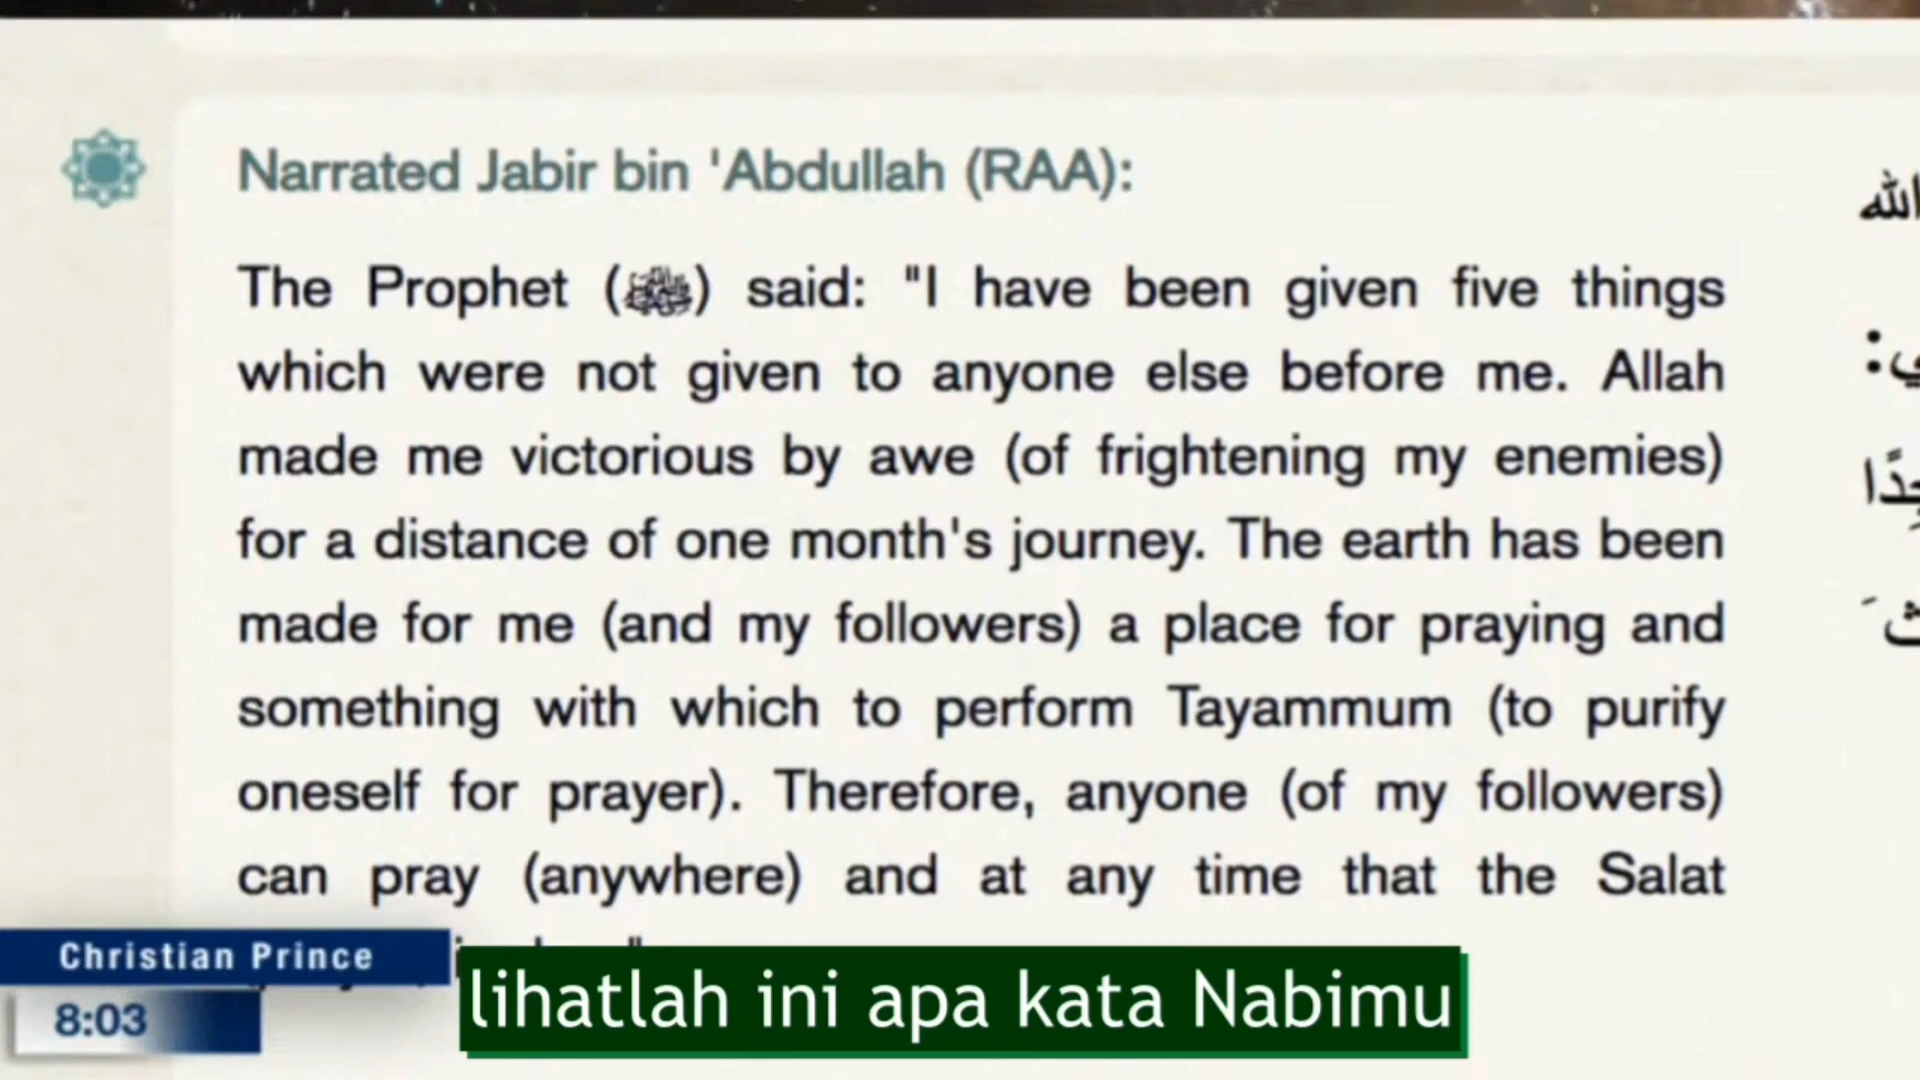 Narrated Jabir bin 'Abdullah (RAA):
The Prophet (ﷺ) said: "I have been given five things
which were not given to anyone else before me. Allah
made me victorious by awe (of frightening my enemies)
for a distance of one month's journey. The earth has been
made for me (and my followers) a place for praying and
something with which to perform Tayammum (to purify
oneself for prayer). Therefore, anyone (of my followers)
can pray (anywhere) and at any time that the Salat
الله
Christian Prince
8:03
lihatlah ini apa kata Nabimu